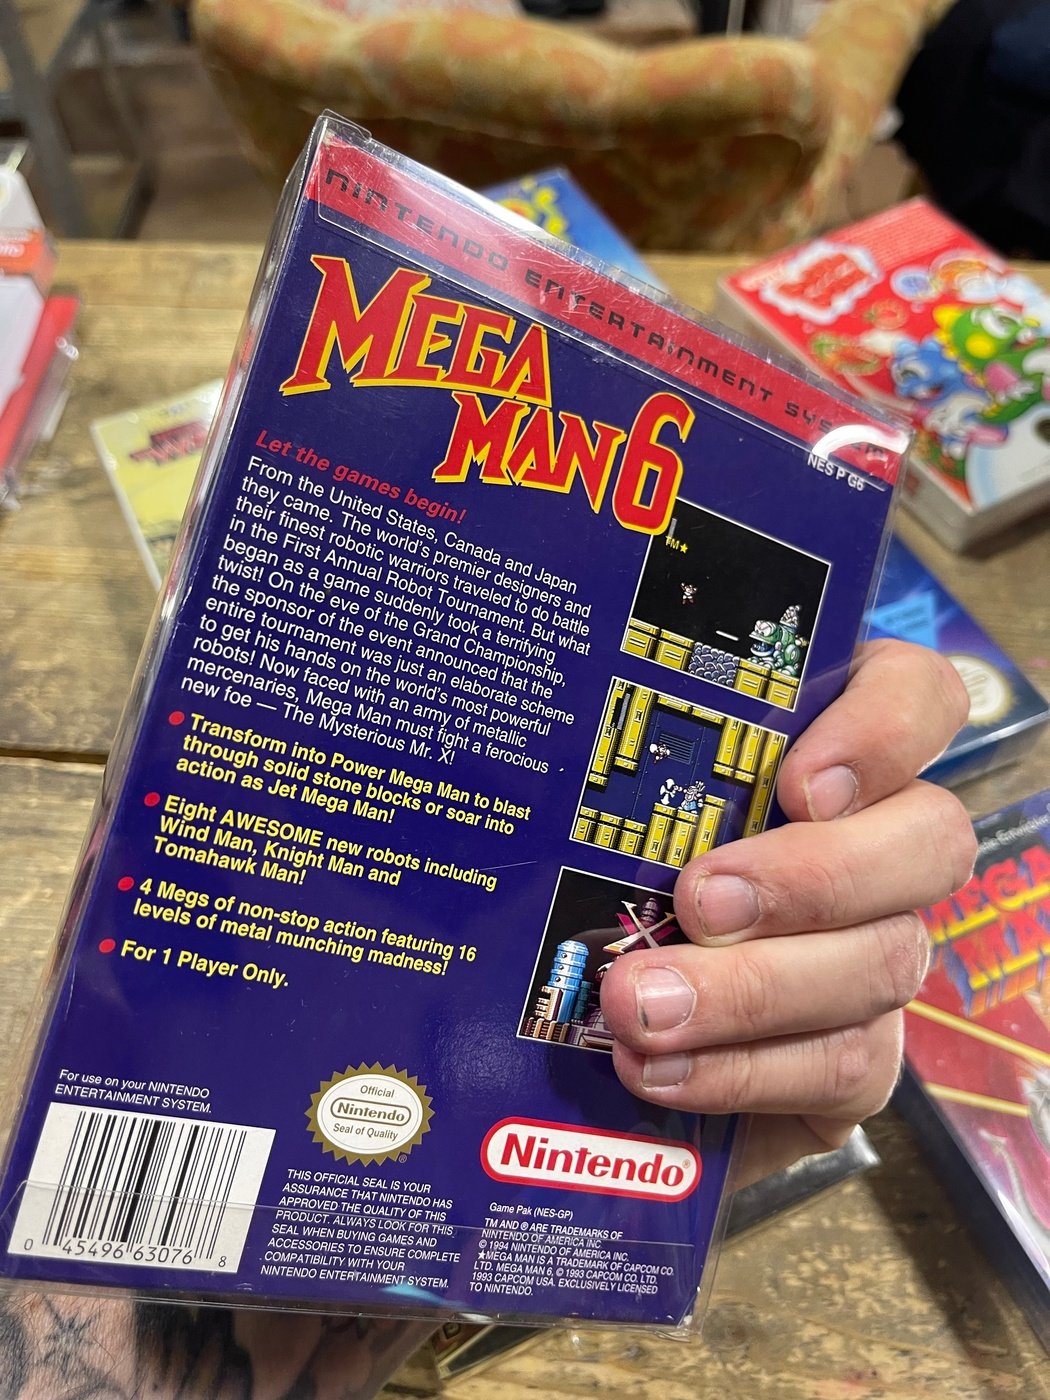 NINTENDO ENTERTAINMENT SYSTEM
NES P G6
MEGA
MAN 6
TM★
Let the games begin!
From the United States, Canada and Japan
they came. The world's premier designers and
their finest robotic warriors traveled to do battle
in the First Annual Robot Tournament. But what
began as a game suddenly took a terrifying
twist! On the eve of the Grand Championship,
the sponsor of the event announced that the
entire tournament was just an elaborate scheme
to get his hands on the world's most powerful
robots! Now faced with an army of metallic
mercenaries, Mega Man must fight a ferocious
new foe — The Mysterious Mr. X!
Transform into Power Mega Man to blast
through solid stone blocks or soar into
action as Jet Mega Man!
Eight AWESOME new robots including
Wind Man, Knight Man and
Tomahawk Man!
4 Megs of non-stop action featuring 16
levels of metal munching madness!
For 1 Player Only.
X
For use on your NINTENDO
ENTERTAINMENT SYSTEM.
0 45496 63076 8
Official
Nintendo
Seal of Quality
®
THIS OFFICIAL SEAL IS YOUR
ASSURANCE THAT NINTENDO HAS
APPROVED THE QUALITY OF THIS
PRODUCT. ALWAYS LOOK FOR THIS
SEAL WHEN BUYING GAMES AND
ACCESSORIES TO ENSURE COMPLETE
COMPATIBILITY WITH YOUR
NINTENDO ENTERTAINMENT SYSTEM.
Nintendo®
Game Pak (NES-GP)
TM AND ® ARE TRADEMARKS OF
NINTENDO OF AMERICA INC.
© 1994 NINTENDO OF AMERICA INC.
★MEGA MAN IS A TRADEMARK OF CAPCOM CO.
LTD. MEGA MAN 6, © 1993 CAPCOM CO. LTD.
1993 CAPCOM USA. EXCLUSIVELY LICENSED
TO NINTENDO.
MEGA
MA